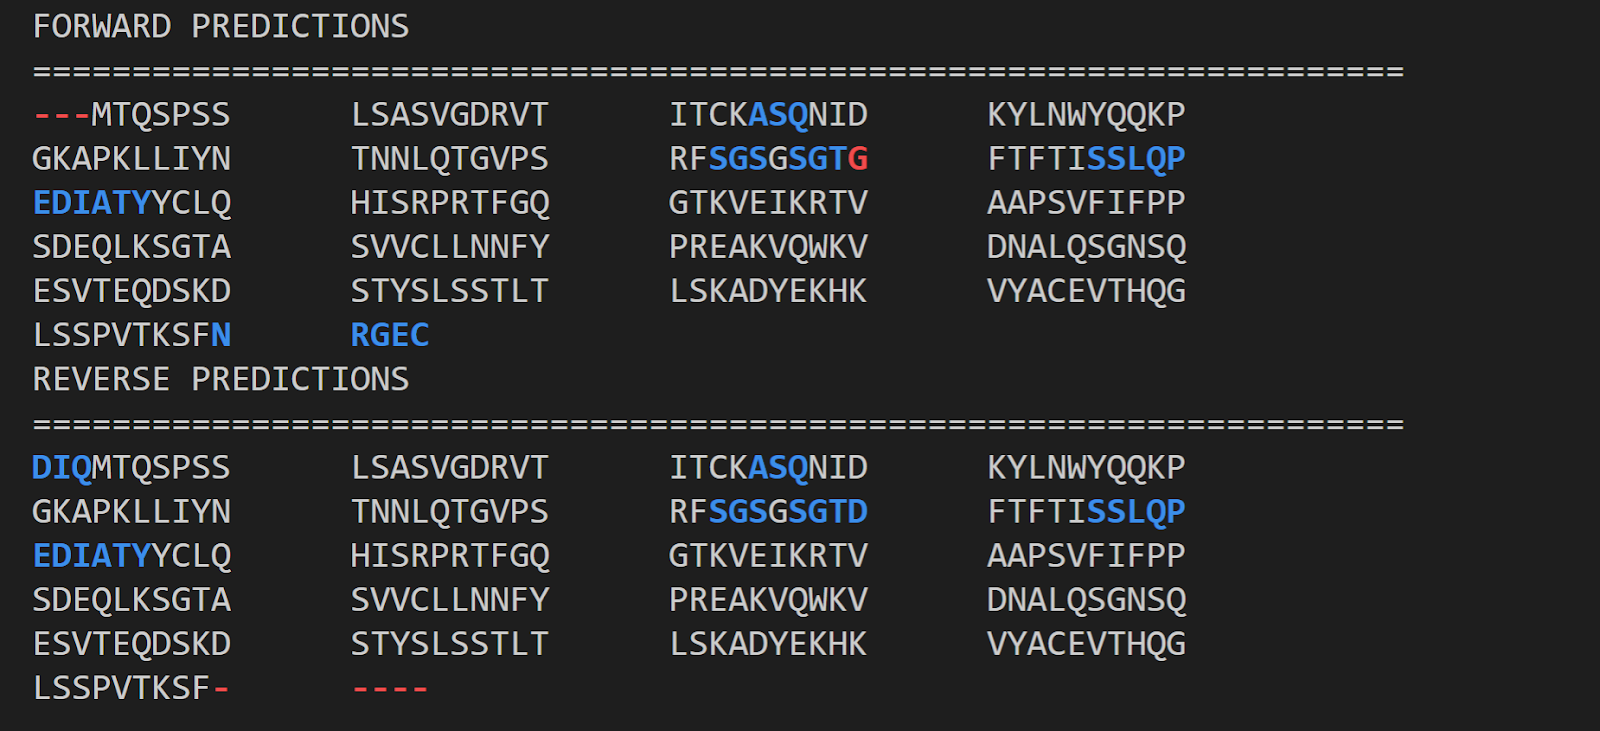 FORWARD PREDICTIONS
=====================================================================
---MTQSPSS LSASVGDRVT ITCKASQNID KYLNWYQQKP
GKAPKLLIYN TNNLQTGVPS RFSGSGSGTG FTFTISSLQP
EDIATYYCLQ HISRPRTFGQ GTKVEIKRTV AAPSVFIFPP
SDEQLKSGTA SVVCLLNNFY PREAKVQWKV DNALQSGNSQ
ESVTEQDSKD STYSLSSTLT LSKADYEKHK VYACEVTHQG
LSSPVTKSFN RGEC
REVERSE PREDICTIONS
=====================================================================
DIQMTQSPSS LSASVGDRVT ITCKASQNID KYLNWYQQKP
GKAPKLLIYN TNNLQTGVPS RFSGSGSGTD FTFTISSLQP
EDIATYYCLQ HISRPRTFGQ GTKVEIKRTV AAPSVFIFPP
SDEQLKSGTA SVVCLLNNFY PREAKVQWKV DNALQSGNSQ
ESVTEQDSKD STYSLSSTLT LSKADYEKHK VYACEVTHQG
LSSPVTKSF- ----